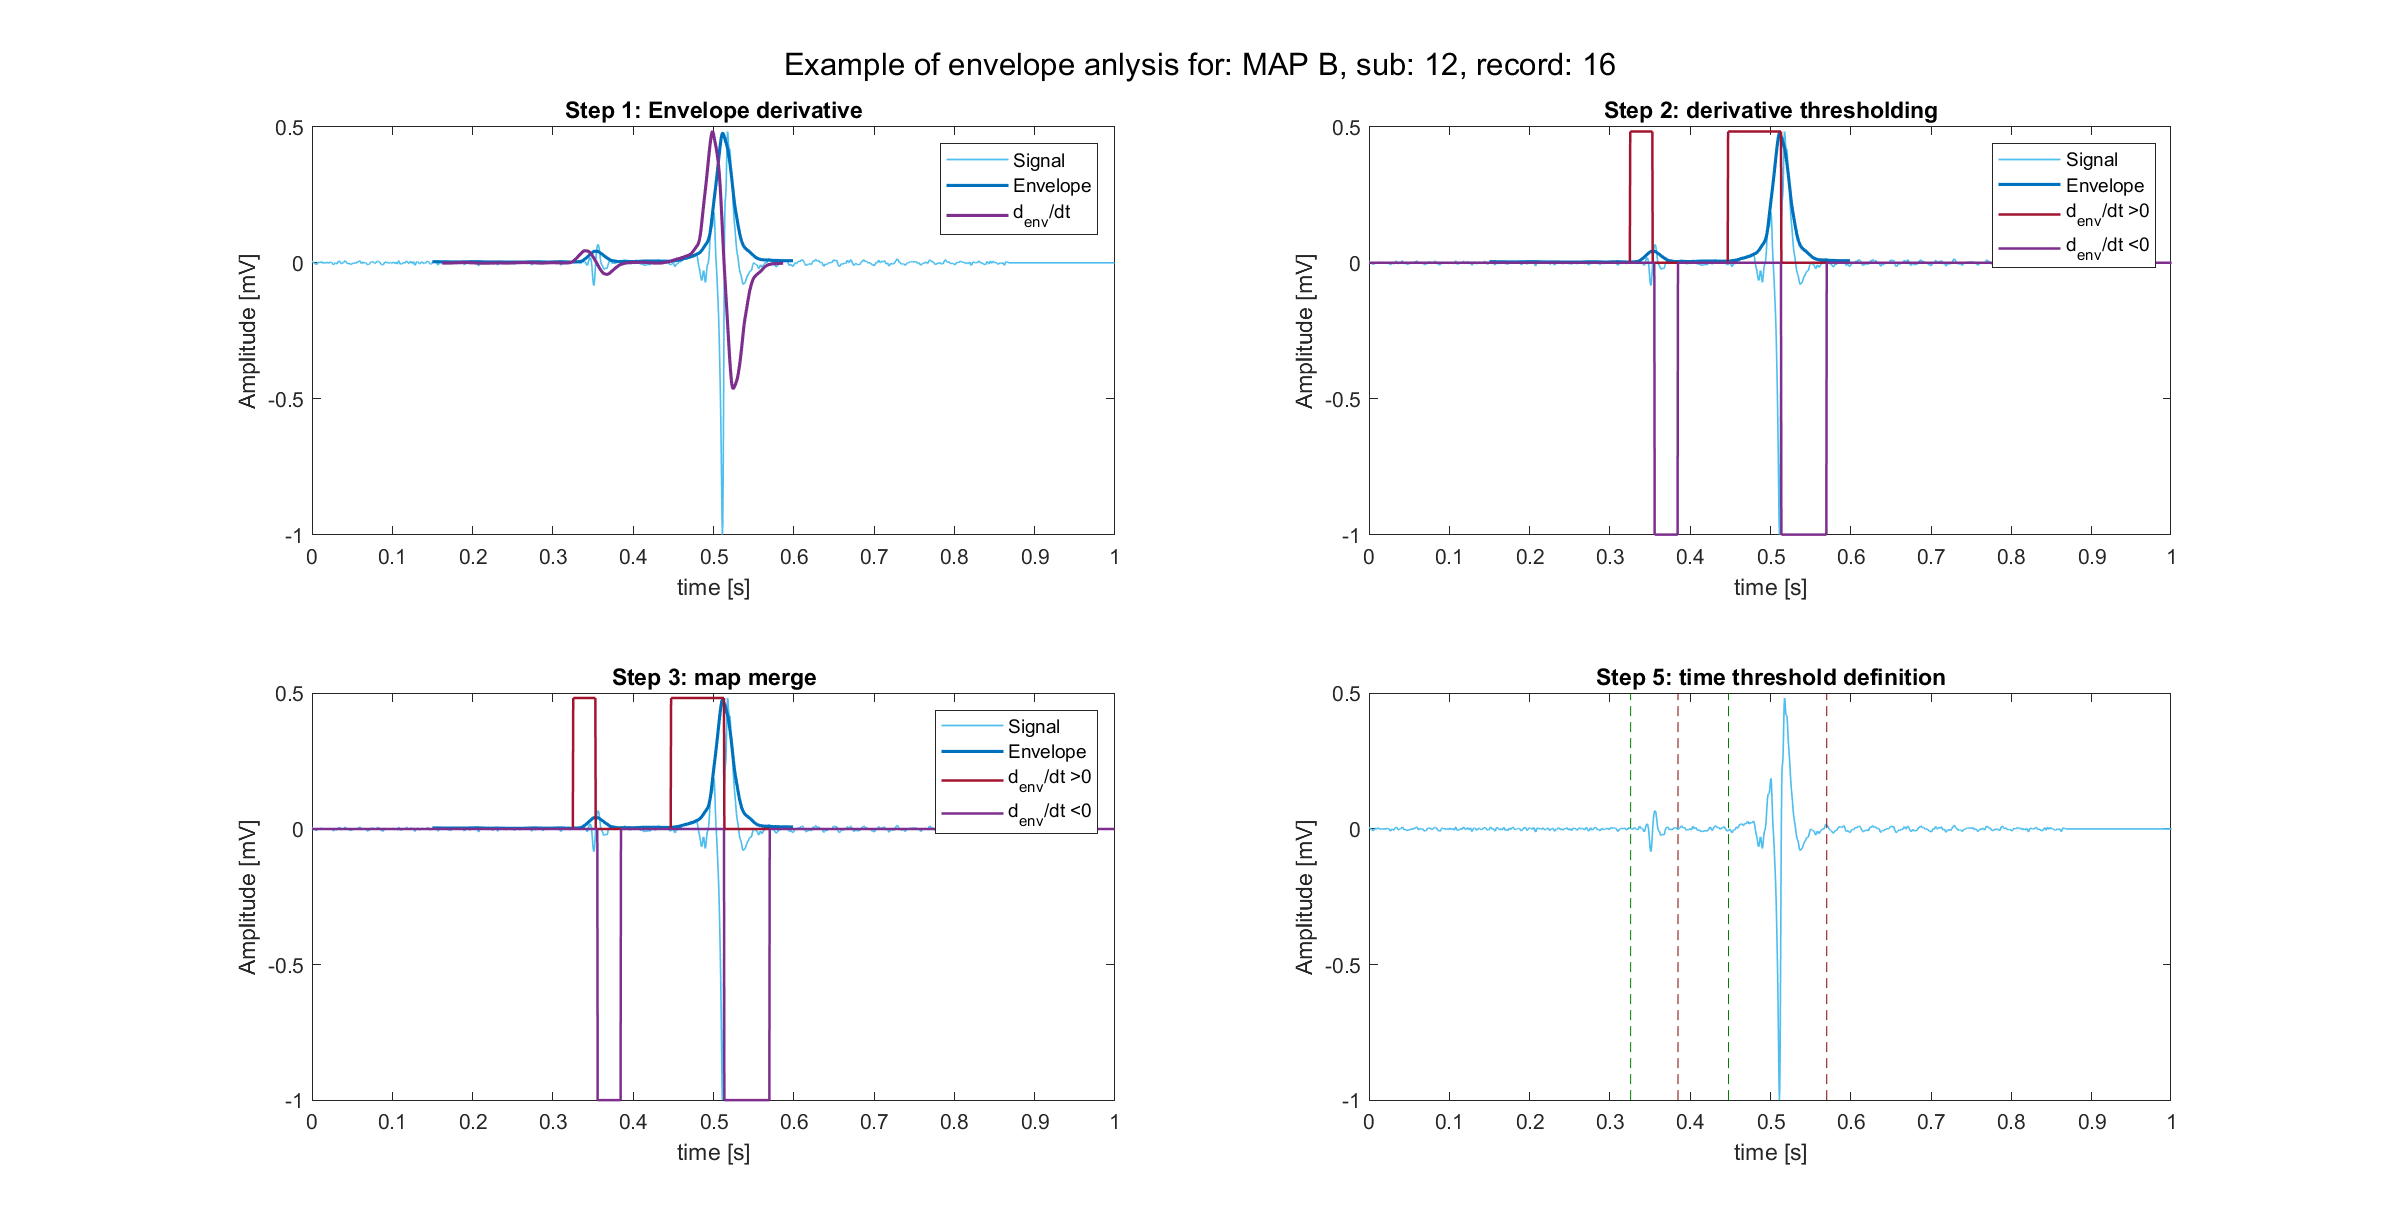 Example of envelope anlysis for: MAP B, sub: 12, record: 16
Step 1: Envelope derivative
0.5
0
-0.5
-1
Amplitude [mV]
0 0.1 0.2 0.3 0.4 0.5 0.6 0.7 0.8 0.9 1
time [s]
Signal
Envelope
d_env/dt
Step 2: derivative thresholding
0.5
0
-0.5
-1
Amplitude [mV]
0 0.1 0.2 0.3 0.4 0.5 0.6 0.7 0.8 0.9 1
time [s]
Signal
Envelope
d_env/dt >0
d_env/dt <0
Step 3: map merge
0.5
0
-0.5
-1
Amplitude [mV]
0 0.1 0.2 0.3 0.4 0.5 0.6 0.7 0.8 0.9 1
time [s]
Signal
Envelope
d_env/dt >0
d_env/dt <0
Step 5: time threshold definition
0.5
0
-0.5
-1
Amplitude [mV]
0 0.1 0.2 0.3 0.4 0.5 0.6 0.7 0.8 0.9 1
time [s]